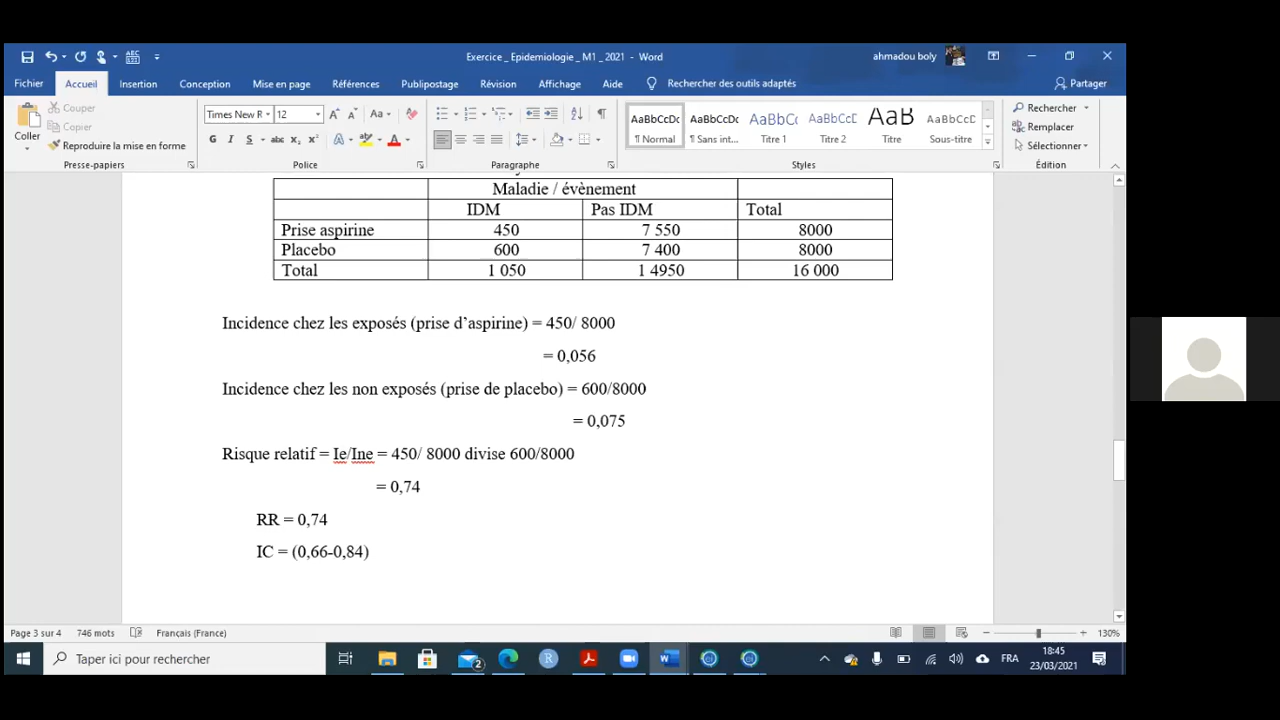 Exercice _ Epidemiologie _ M1 _ 2021 - Word
ahmadou boly
Fichier Accueil Insertion Conception Mise en page Références Publipostage Révision Affichage Aide Rechercher des outils adaptés Partager
Coller
Couper
Copier
Reproduire la mise en forme
Presse-papiers
Times New R 12
Police
Paragraphe
AaBbCcDc AaBbCcDc AaBbCc AaBbCcD AaB AaBbCcD
¶ Normal ¶ Sans int... Titre 1 Titre 2 Titre Sous-titre
Styles
Rechercher
Remplacer
Sélectionner
Édition
Maladie / évènement
IDM Pas IDM Total
Prise aspirine 450 7 550 8000
Placebo 600 7 400 8000
Total 1 050 1 4950 16 000
Incidence chez les exposés (prise d’aspirine) = 450/ 8000
= 0,056
Incidence chez les non exposés (prise de placebo) = 600/8000
= 0,075
Risque relatif = Ie/Ine = 450/ 8000 divise 600/8000
= 0,74
RR = 0,74
IC = (0,66-0,84)
Page 3 sur 4 746 mots Français (France) 130%
Taper ici pour rechercher
2
FRA
18:45
23/03/2021